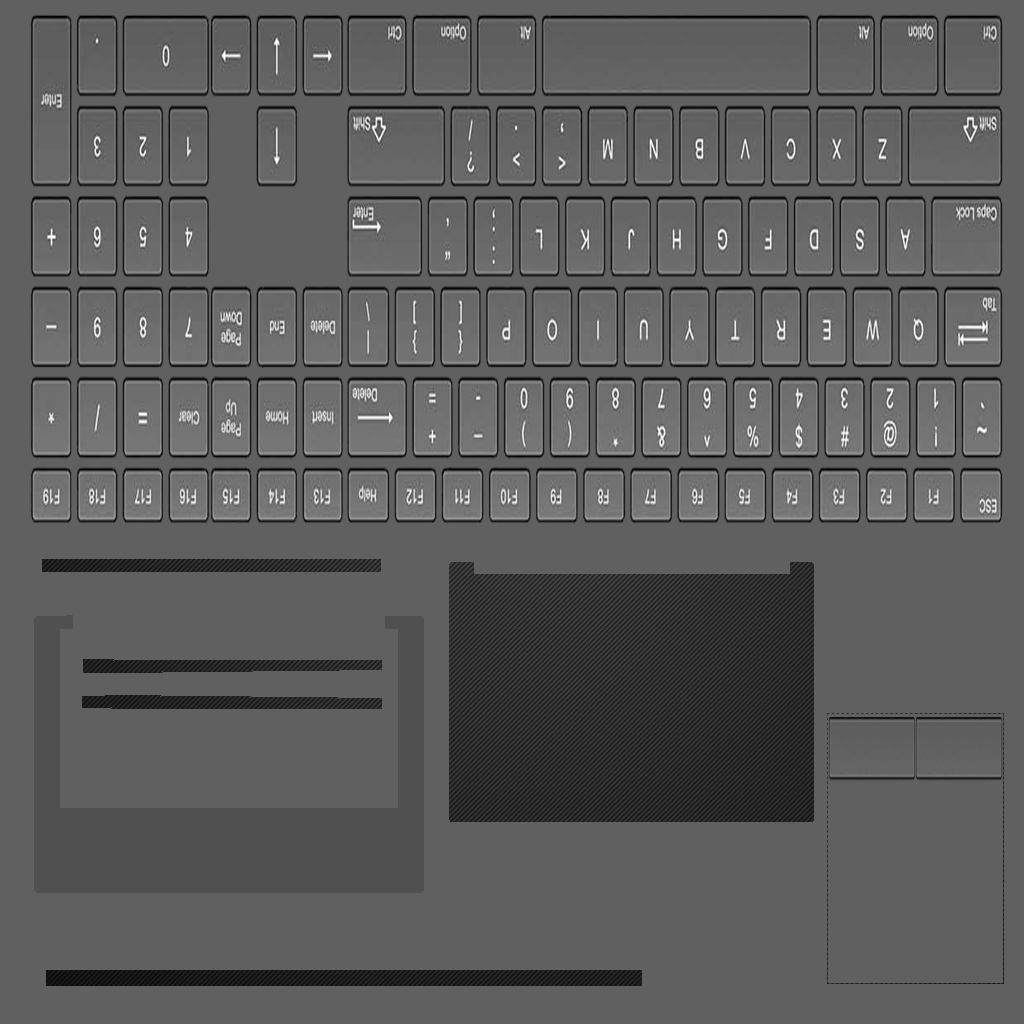 ESC F1 F2 F3 F4 F5 F6 F7 F8 F9 F10 F11 F12 Help F13 F14 F15 F16 F17 F18 F19
~ ! @ # $ % ^ & * ( ) _ +
` 1 2 3 4 5 6 7 8 9 0 - = Delete Insert Home Page Up Clear = / *
Tab Q W E R T Y U I O P { [ } ] | \ Delete End Page Down 7 8 9 -
Caps Lock A S D F G H J K L : ; " ' Enter 4 5 6 +
Shift Z X C V B N M < , > . ? / Shift 1 2 3 Enter
Ctrl Option Alt Alt Option Ctrl 0 .